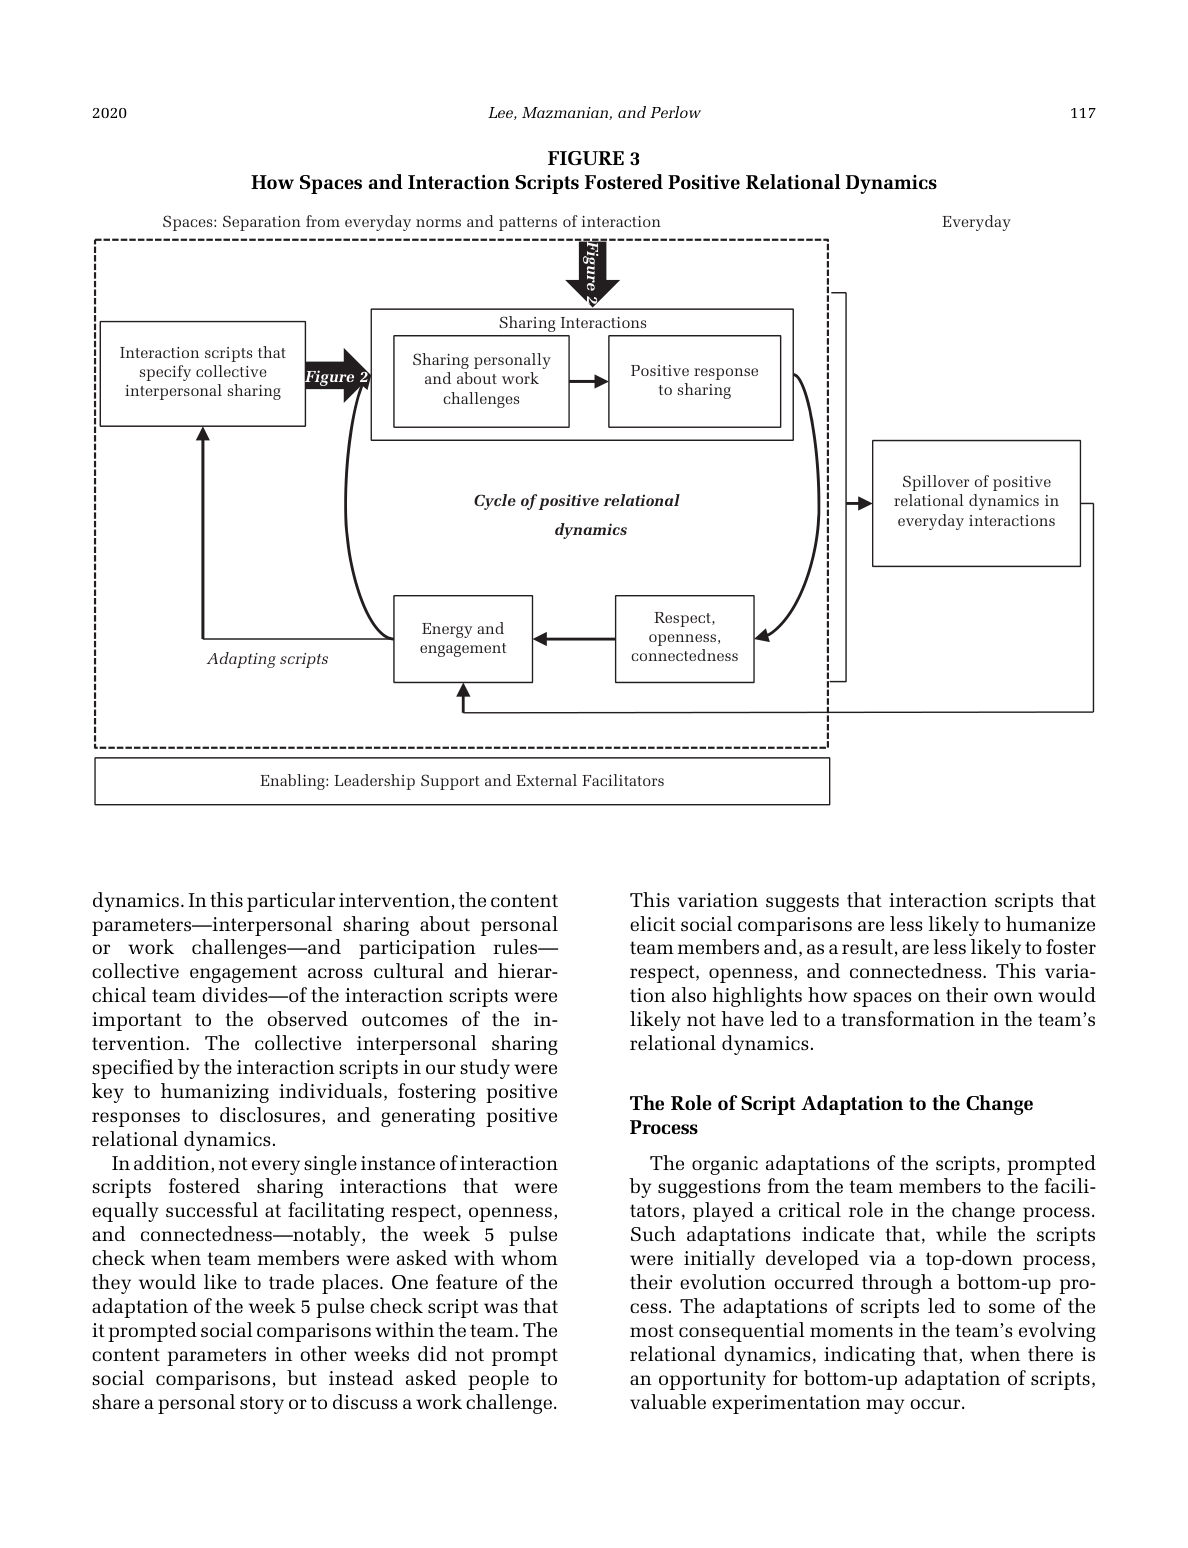 2020
Lee, Mazmanian, and Perlow
117
FIGURE 3
How Spaces and Interaction Scripts Fostered Positive Relational Dynamics
Spaces: Separation from everyday norms and patterns of interaction
Everyday
Figure 2
Interaction scripts that
specify collective
interpersonal sharing
Figure 2
Sharing Interactions
Sharing personally
and about work
challenges
Positive response
to sharing
Cycle of positive relational
dynamics
Spillover of positive
relational dynamics in
everyday interactions
Energy and
engagement
Respect,
openness,
connectedness
Adapting scripts
Enabling: Leadership Support and External Facilitators
dynamics. In this particular intervention, the content
parameters—interpersonal sharing about personal
or work challenges—and participation rules—
collective engagement across cultural and hierar-
chical team divides—of the interaction scripts were
important to the observed outcomes of the in-
tervention. The collective interpersonal sharing
specified by the interaction scripts in our study were
key to humanizing individuals, fostering positive
responses to disclosures, and generating positive
relational dynamics.
In addition, not every single instance of interaction
scripts fostered sharing interactions that were
equally successful at facilitating respect, openness,
and connectedness—notably, the week 5 pulse
check when team members were asked with whom
they would like to trade places. One feature of the
adaptation of the week 5 pulse check script was that
it prompted social comparisons within the team. The
content parameters in other weeks did not prompt
social comparisons, but instead asked people to
share a personal story or to discuss a work challenge.
This variation suggests that interaction scripts that
elicit social comparisons are less likely to humanize
team members and, as a result, are less likely to foster
respect, openness, and connectedness. This varia-
tion also highlights how spaces on their own would
likely not have led to a transformation in the team's
relational dynamics.
The Role of Script Adaptation to the Change
Process
The organic adaptations of the scripts, prompted
by suggestions from the team members to the facili-
tators, played a critical role in the change process.
Such adaptations indicate that, while the scripts
were initially developed via a top-down process,
their evolution occurred through a bottom-up pro-
cess. The adaptations of scripts led to some of the
most consequential moments in the team's evolving
relational dynamics, indicating that, when there is
an opportunity for bottom-up adaptation of scripts,
valuable experimentation may occur.